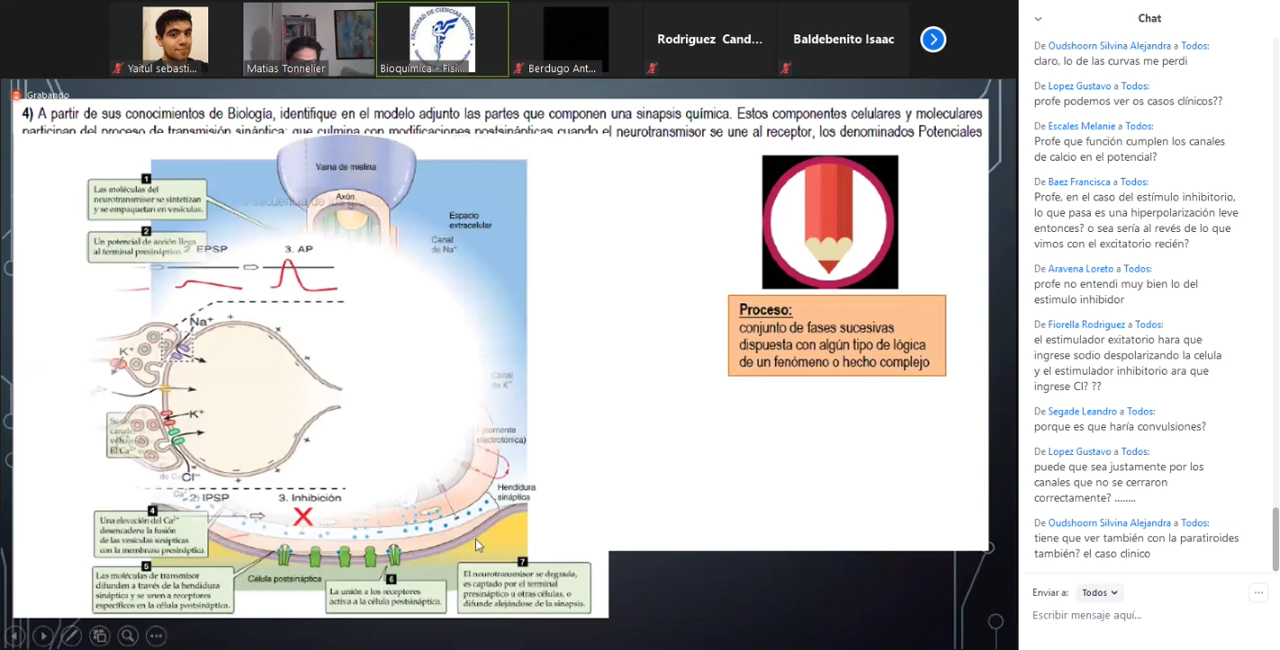 Rodriguez Cand...
Baldebenito Isaac
Yaitul sebasti...
Matias Tonnelier
Bioquímica - Fisi...
Berdugo Ant...
FACULTAD DE CIENCIAS MEDICAS
Grabando
4) A partir de sus conocimientos de Biología, identifique en el modelo adjunto las partes que componen una sinapsis química. Estos componentes celulares y moleculares
participan del proceso de transmisión sináptica; que culmina con modificaciones postsinápticas cuando el neurotransmisor se une al receptor, los denominados Potenciales
Vaina de mielina
Axón
1
Las moléculas del
neurotransmisor se sintetizan
y se empaquetan en vesículas.
2
Un potencial de acción llega
al terminal presináptico.
Espacio
extracelular
Canal
de Na+
2. EPSP
3. AP
Na+
K+
K+
Cl-
Canal
de K+
electrotónica)
Hendidura
sináptica
Ca2+
2. IPSP
3. Inhibición
4
Una elevación del Ca2+
desencadena la fusión
de las vesículas sinápticas
con la membrana presináptica.
5
Las moléculas de transmisor
difunden a través de la hendidura
sináptica y se unen a receptores
específicos en la célula postsináptica.
Célula postsináptica
6
La unión a los receptores
activa a la célula postsináptica.
7
El neurotransmisor se degrada,
es captado por el terminal
presináptico u otras células, o
difunde alejándose de la sinapsis.
Proceso:
conjunto de fases sucesivas
dispuesta con algún tipo de lógica
de un fenómeno o hecho complejo
Chat
De Oudshoorn Silvina Alejandra a Todos:
claro, lo de las curvas me perdi
De Lopez Gustavo a Todos:
profe podemos ver os casos clínicos??
De Escales Melanie a Todos:
Profe que función cumplen los canales
de calcio en el potencial?
De Baez Francisca a Todos:
Profe, en el caso del estímulo inhibitorio,
lo que pasa es una hiperpolarización leve
entonces? o sea sería al revés de lo que
vimos con el excitatorio recién?
De Aravena Loreto a Todos:
profe no entendi muy bien lo del
estimulo inhibidor
De Fiorella Rodriguez a Todos:
el estimulador exitatorio hara que
ingrese sodio despolarizando la celula
y el estimulador inhibitorio ara que
ingrese Cl? ??
De Segade Leandro a Todos:
porque es que haría convulsiones?
De Lopez Gustavo a Todos:
puede que sea justamente por los
canales que no se cerraron
correctamente? ........
De Oudshoorn Silvina Alejandra a Todos:
tiene que ver también con la paratiroides
también? el caso clinico
Enviar a: Todos
Escribir mensaje aquí...